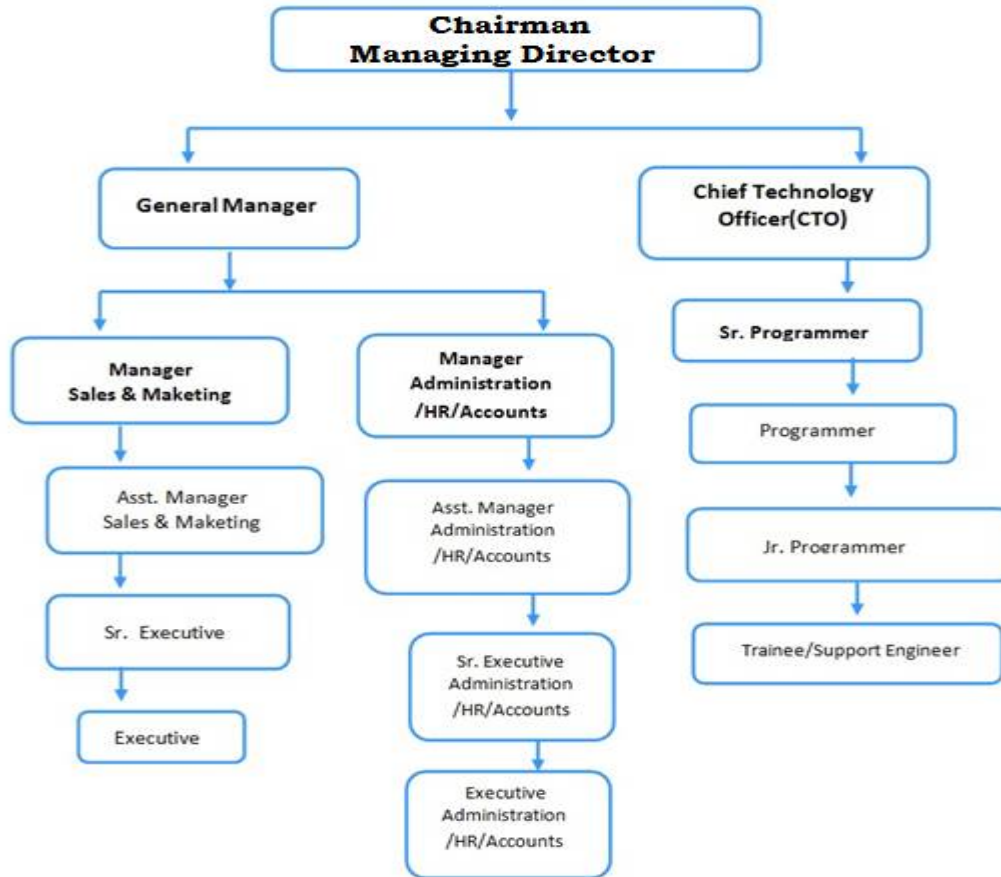 Chairman
Managing Director
General Manager
Chief Technology
Officer(CTO)
Manager
Sales & Maketing
Manager
Administration
/HR/Accounts
Sr. Programmer
Programmer
Asst. Manager
Sales & Maketing
Asst. Manager
Administration
/HR/Accounts
Jr. Programmer
Sr. Executive
Sr. Executive
Administration
/HR/Accounts
Trainee/Support Engineer
Executive
Executive
Administration
/HR/Accounts